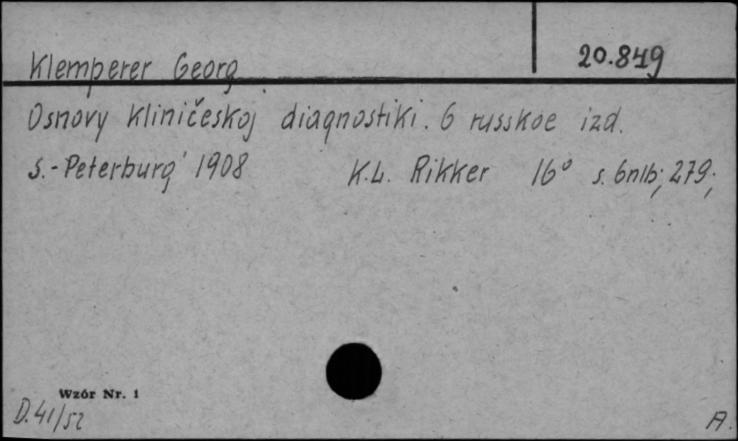 Klemperer Georg 20.849
Osnovy kliničeskoj diagnostiki. 6 russkoe izd.
S.-Peterburg' 1908 K.L. Rikker 16° s. 6nlb; 279;
Wzór Nr. 1
D.41/52
A.